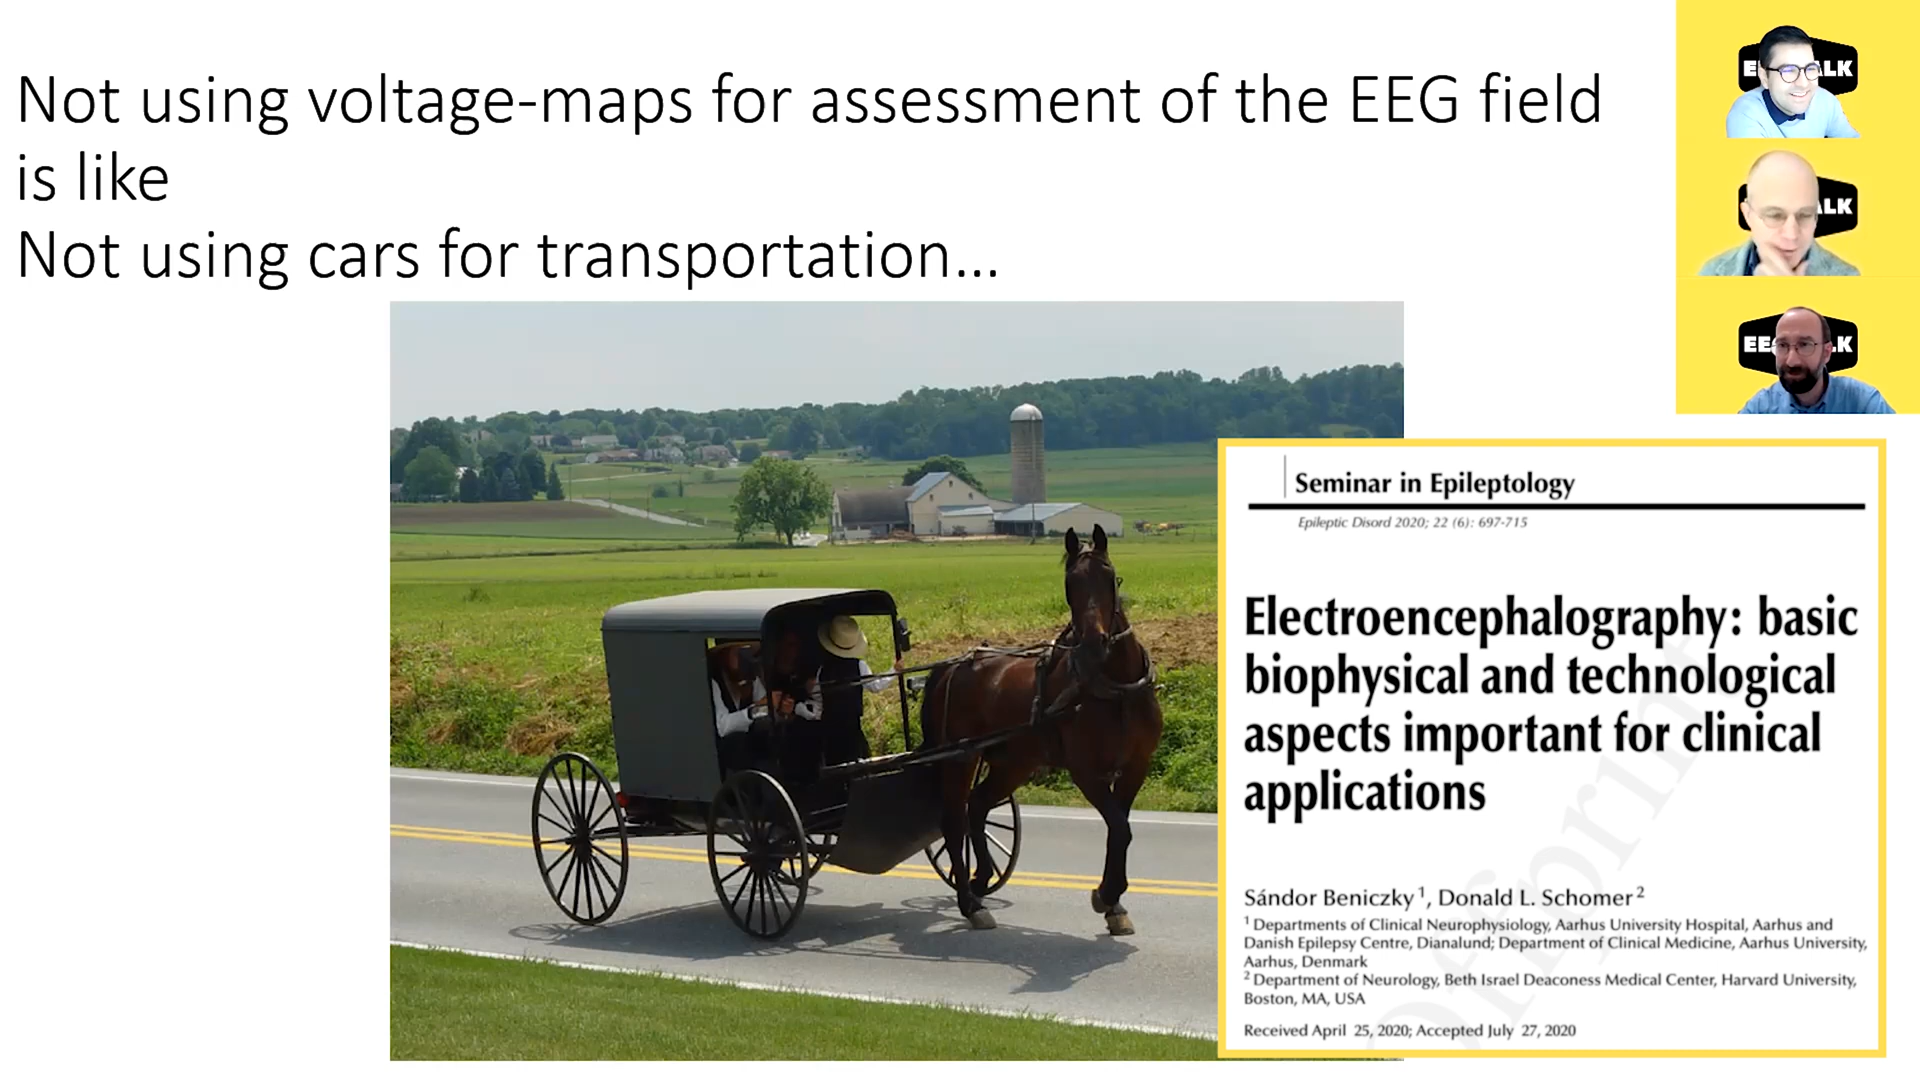 Not using voltage-maps for assessment of the EEG field
is like
Not using cars for transportation...
E LK
LK
EE .K
Seminar in Epileptology
Epileptic Disord 2020; 22 (6): 697-715
Electroencephalography: basic
biophysical and technological
aspects important for clinical
applications
Sándor Beniczky 1, Donald L. Schomer 2
1 Departments of Clinical Neurophysiology, Aarhus University Hospital, Aarhus and
Danish Epilepsy Centre, Dianalund; Department of Clinical Medicine, Aarhus University,
Aarhus, Denmark
2 Department of Neurology, Beth Israel Deaconess Medical Center, Harvard University,
Boston, MA, USA
Received April 25, 2020; Accepted July 27, 2020
Offprint